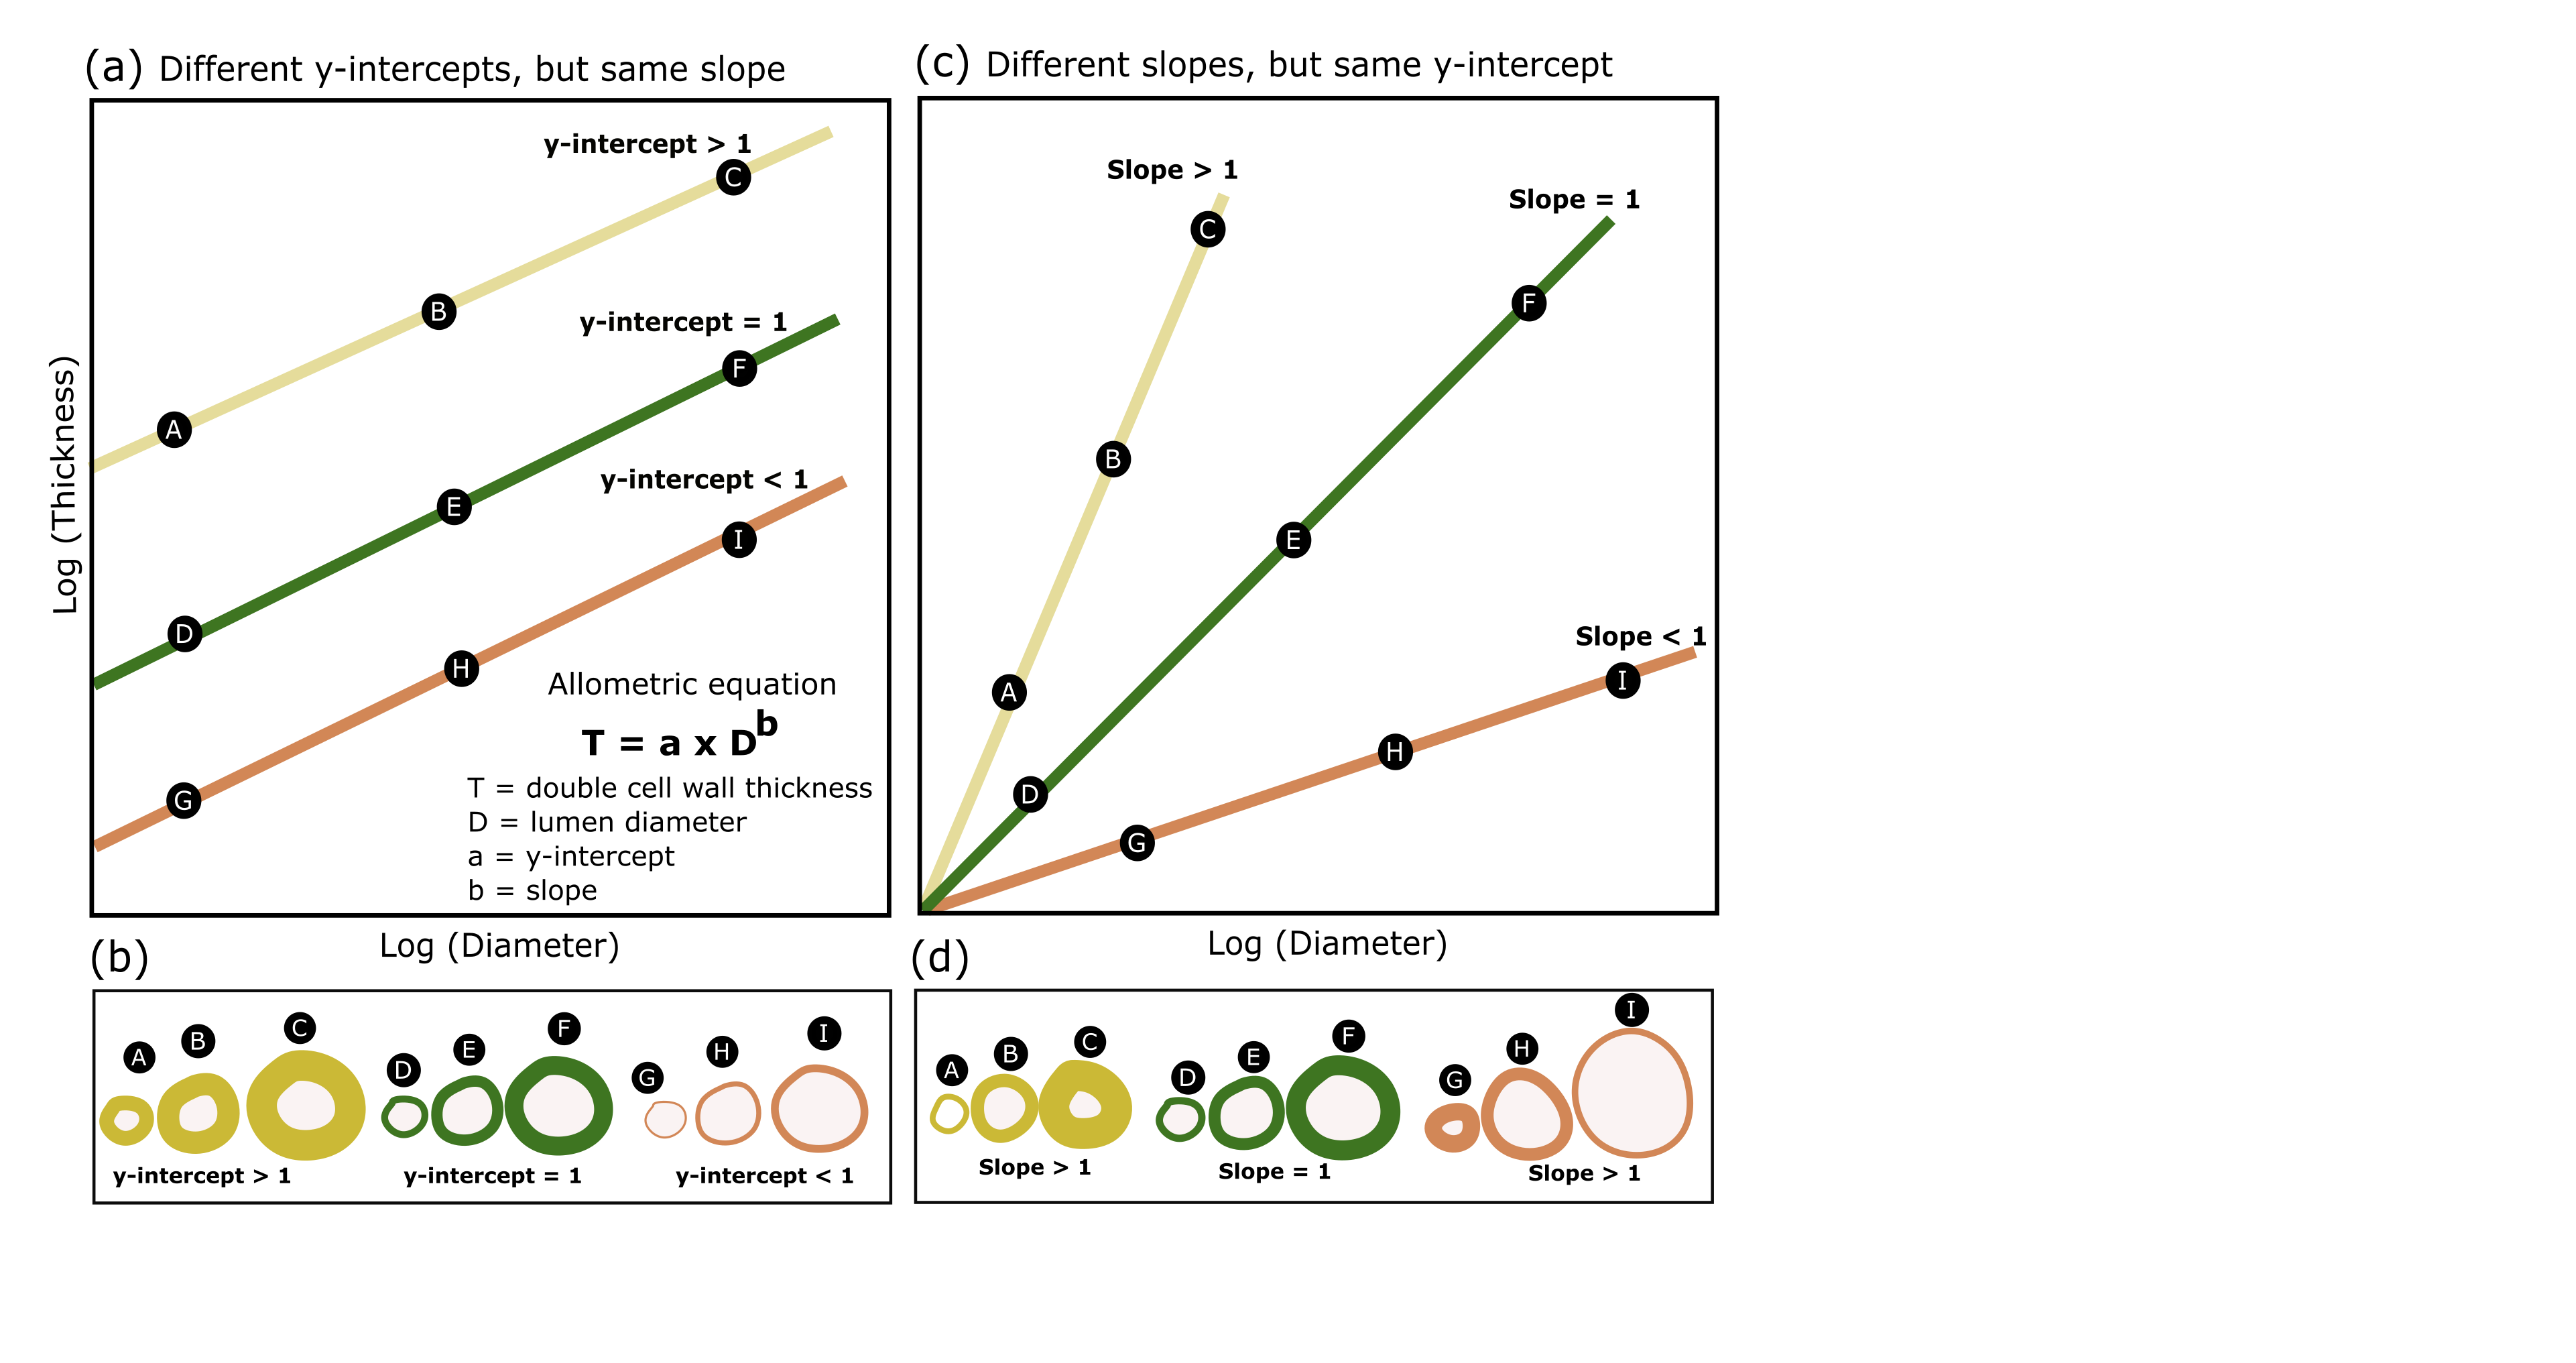 (a) Different y-intercepts, but same slope
y-intercept > 1
C
B
y-intercept = 1
A
F
y-intercept < 1
E
I
D
H
G
Log (Thickness)
Allometric equation
T = a x D^b
T = double cell wall thickness
D = lumen diameter
a = y-intercept
b = slope
Log (Diameter)
(c) Different slopes, but same y-intercept
Slope > 1
Slope = 1
C
F
B
E
Slope < 1
A
I
H
D
G
Log (Diameter)
(b)
A B C D E F G H I
y-intercept > 1 y-intercept = 1 y-intercept < 1
(d)
A B C D E F G H I
Slope > 1 Slope = 1 Slope > 1